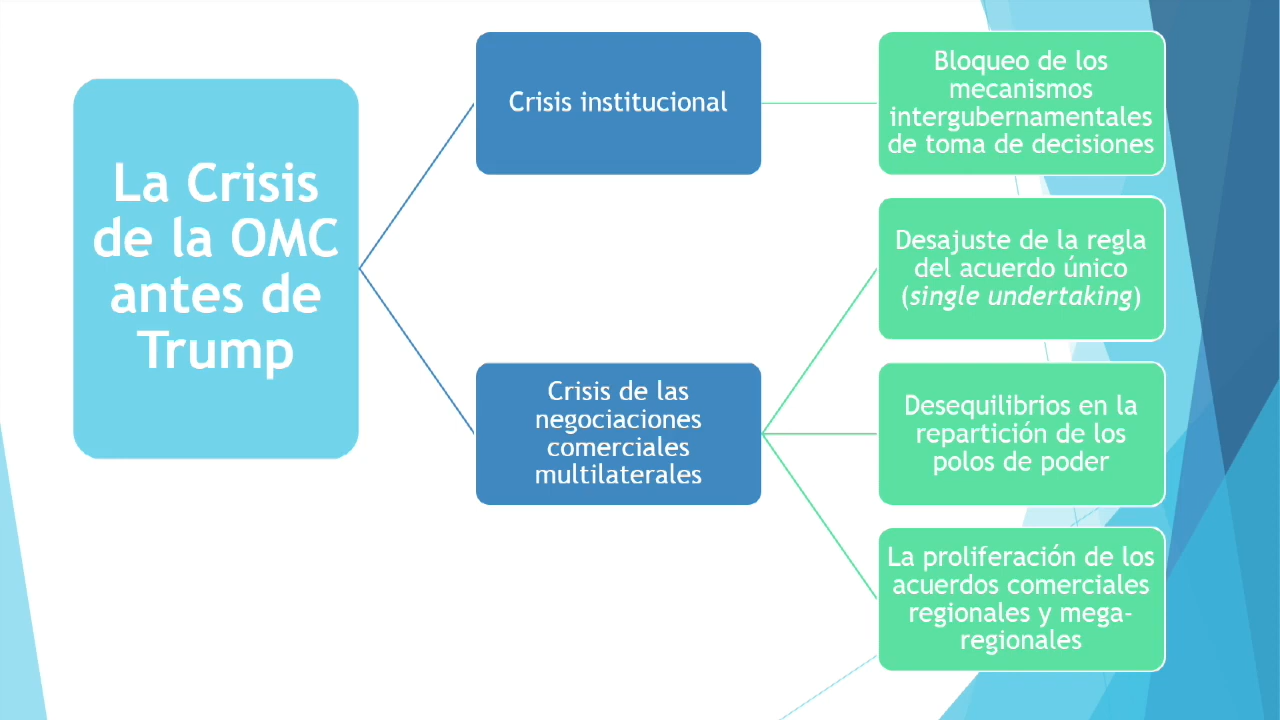 La Crisis
de la OMC
antes de
Trump
Crisis institucional
Bloqueo de los
mecanismos
intergubernamentales
de toma de decisiones
Crisis de las
negociaciones
comerciales
multilaterales
Desajuste de la regla
del acuerdo único
(single undertaking)
Desequilibrios en la
repartición de los
polos de poder
La proliferación de los
acuerdos comerciales
regionales y mega-
regionales